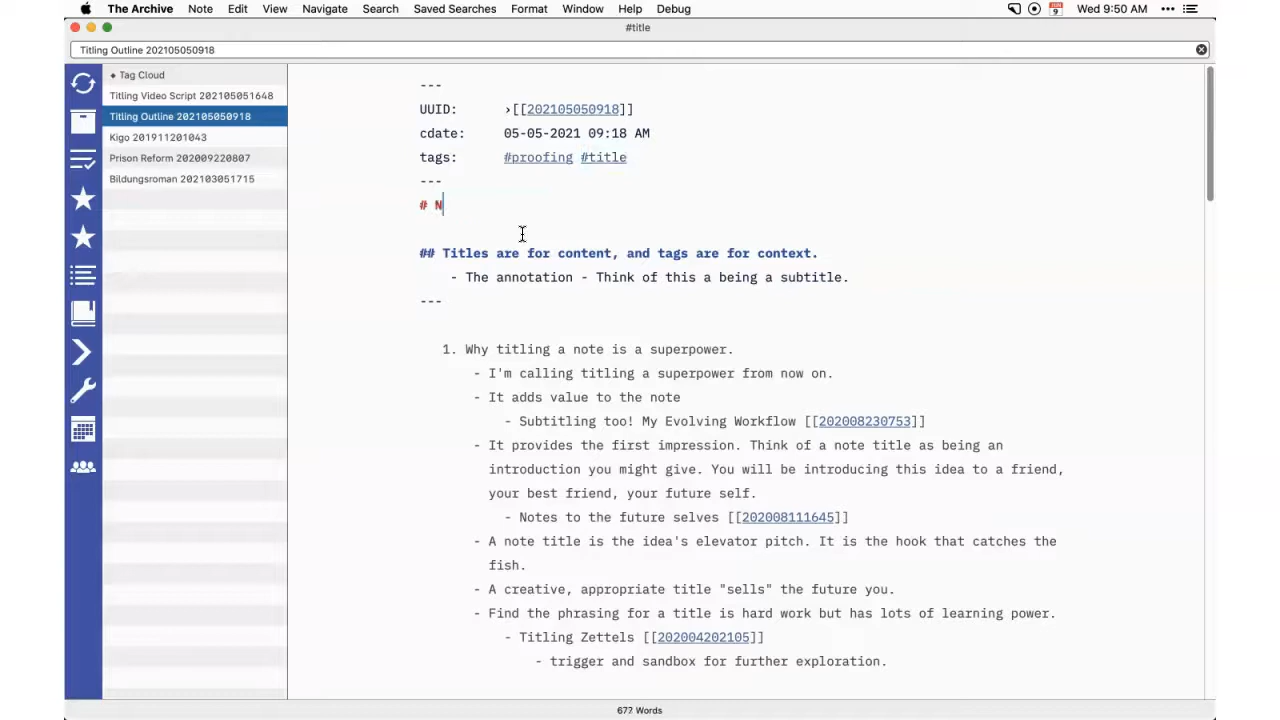 The Archive Note Edit View Navigate Search Saved Searches Format Window Help Debug JUN 9 Wed 9:50 AM
#title
Titling Outline 202105050918
Tag Cloud
Titling Video Script 202105051648
Titling Outline 202105050918
Kigo 201911201043
Prison Reform 202009220807
Bildungsroman 202103051715
---
UUID: ›[[202105050918]]
cdate: 05-05-2021 09:18 AM
tags: #proofing #title
---
# N
## Titles are for content, and tags are for context.
- The annotation - Think of this a being a subtitle.
---
1. Why titling a note is a superpower.
- I'm calling titling a superpower from now on.
- It adds value to the note
- Subtitling too! My Evolving Workflow [[202008230753]]
- It provides the first impression. Think of a note title as being an
introduction you might give. You will be introducing this idea to a friend,
your best friend, your future self.
- Notes to the future selves [[202008111645]]
- A note title is the idea's elevator pitch. It is the hook that catches the
fish.
- A creative, appropriate title "sells" the future you.
- Find the phrasing for a title is hard work but has lots of learning power.
- Titling Zettels [[202004202105]]
- trigger and sandbox for further exploration.
677 Words